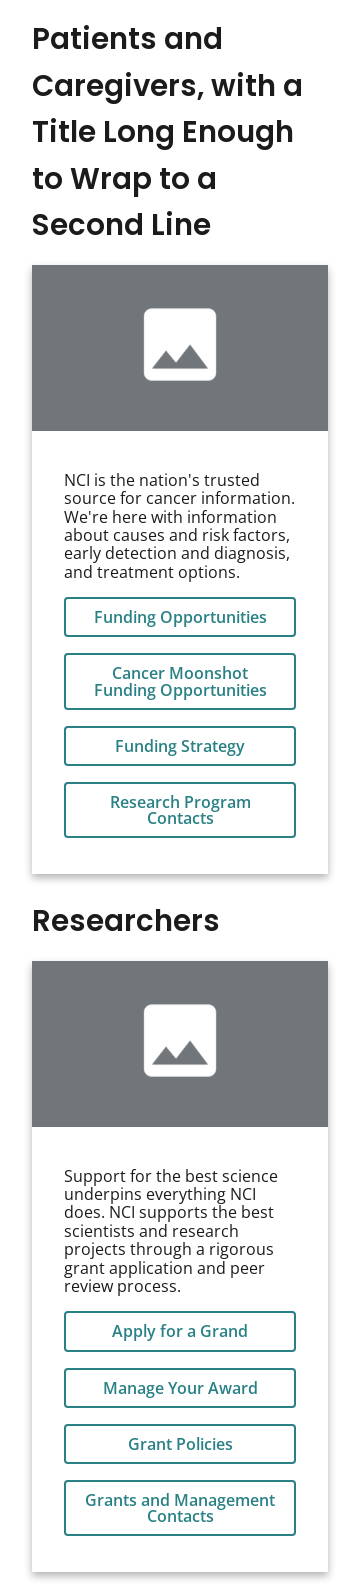 Patients and
Caregivers, with a
Title Long Enough
to Wrap to a
Second Line
NCI is the nation's trusted
source for cancer information.
We're here with information
about causes and risk factors,
early detection and diagnosis,
and treatment options.
Funding Opportunities
Cancer Moonshot
Funding Opportunities
Funding Strategy
Research Program
Contacts
Researchers
Support for the best science
underpins everything NCI
does. NCI supports the best
scientists and research
projects through a rigorous
grant application and peer
review process.
Apply for a Grand
Manage Your Award
Grant Policies
Grants and Management
Contacts